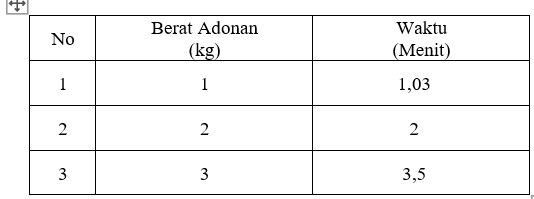 No Berat Adonan (kg) Waktu (Menit)
1 1 1,03
2 2 2
3 3 3,5